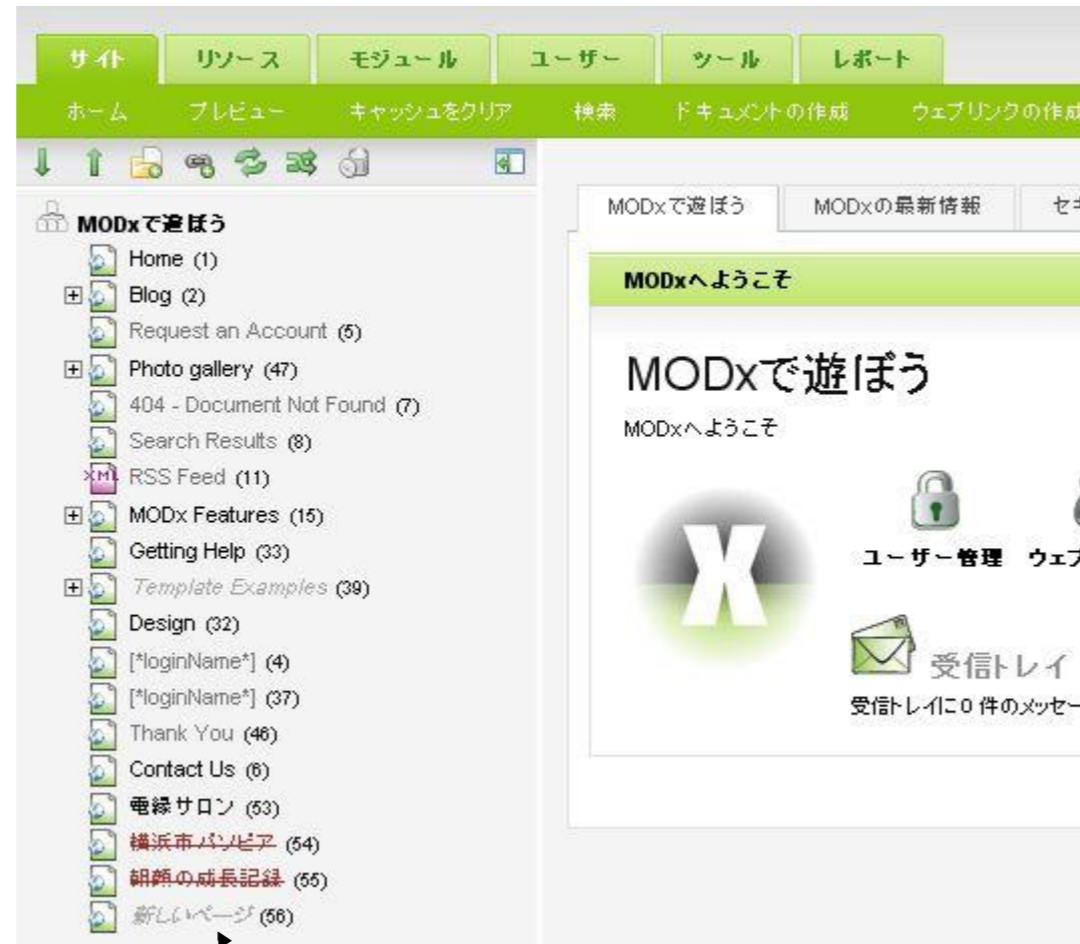 サイト リソース モジュール ユーザー ツール レポート
ホーム プレビュー キャッシュをクリア 検索 ドキュメントの作成 ウェブリンクの作成
MODxで遊ぼう
Home (1)
Blog (2)
Request an Account (5)
Photo gallery (47)
404 - Document Not Found (7)
Search Results (8)
XML RSS Feed (11)
MODx Features (15)
Getting Help (33)
Template Examples (39)
Design (32)
[*loginName*] (4)
[*loginName*] (37)
Thank You (46)
Contact Us (6)
電縁サロン (53)
横浜市パソピア (54)
朝顔の成長記録 (55)
新しいページ (56)
MODxで遊ぼう MODxの最新情報 セキ
MODxへようこそ
MODxで遊ぼう
MODxへようこそ
X
ユーザー管理 ウェブ
受信トレイ
受信トレイに0件のメッセー